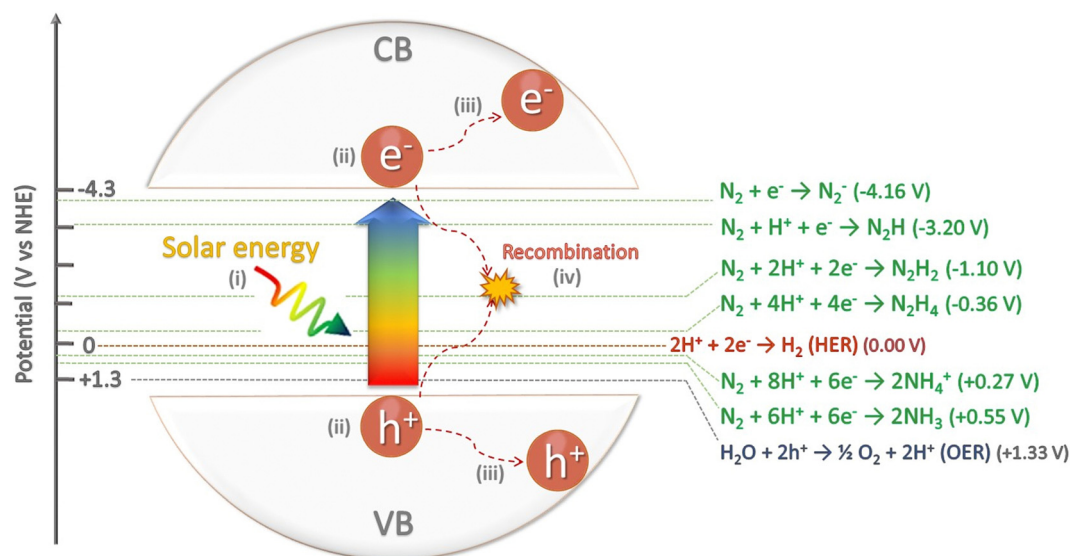 CB
(iii)
e⁻
(ii)
e⁻
Potential (V vs NHE)
-4.3
0
+1.3
Solar energy
(i)
Recombination
(iv)
(ii)
h⁺
(iii)
h⁺
VB
N₂ + e⁻ → N₂⁻ (-4.16 V)
N₂ + H⁺ + e⁻ → N₂H (-3.20 V)
N₂ + 2H⁺ + 2e⁻ → N₂H₂ (-1.10 V)
N₂ + 4H⁺ + 4e⁻ → N₂H₄ (-0.36 V)
2H⁺ + 2e⁻ → H₂ (HER) (0.00 V)
N₂ + 8H⁺ + 6e⁻ → 2NH₄⁺ (+0.27 V)
N₂ + 6H⁺ + 6e⁻ → 2NH₃ (+0.55 V)
H₂O + 2h⁺ → ½ O₂ + 2H⁺ (OER) (+1.33 V)